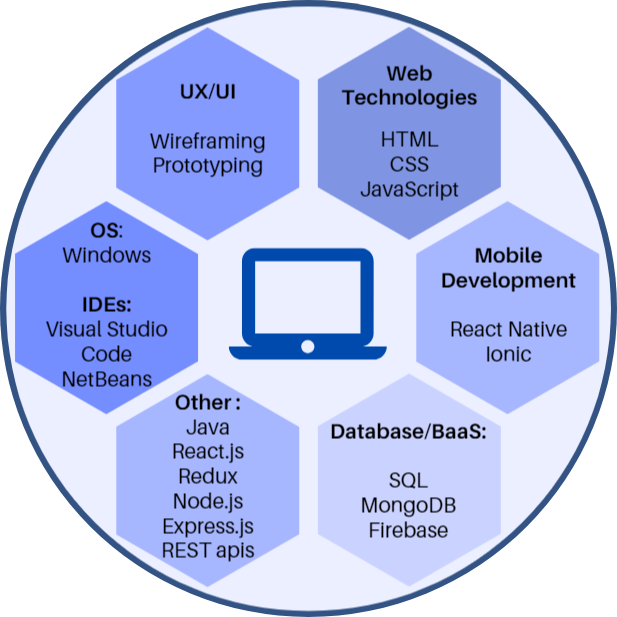 UX/UI
Wireframing
Prototyping
Web
Technologies
HTML
CSS
JavaScript
OS:
Windows
IDEs:
Visual Studio
Code
NetBeans
Mobile
Development
React Native
Ionic
Other :
Java
React.js
Redux
Node.js
Express.js
REST apis
Database/BaaS:
SQL
MongoDB
Firebase